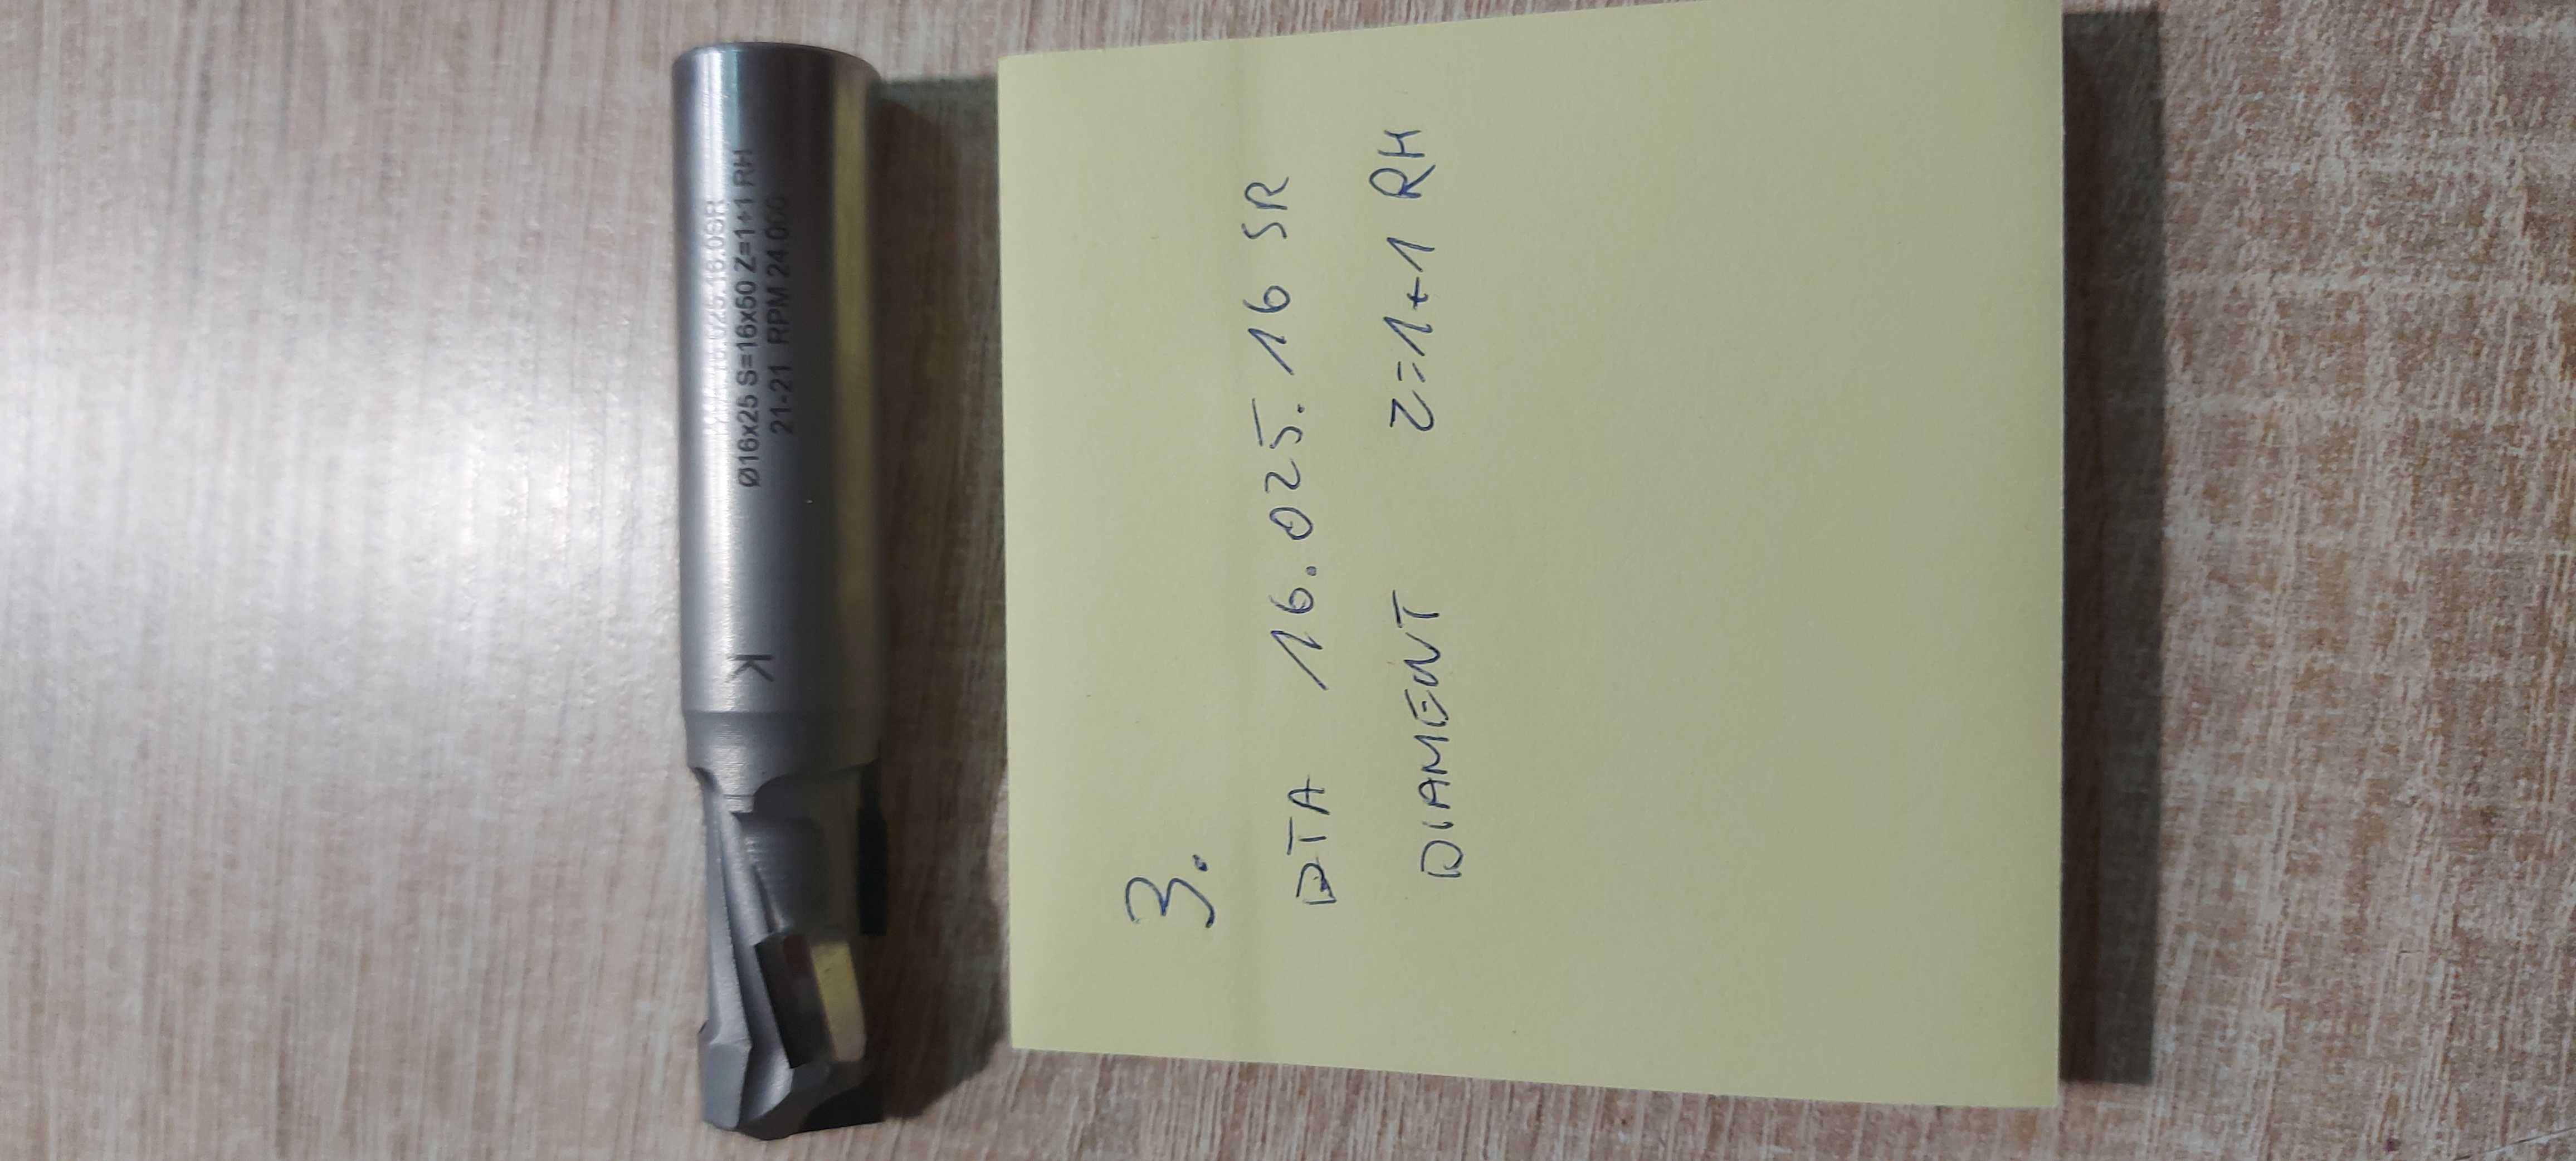 Ø16x25 S=16x50 Z=1+1 RH
21-21 RPM 24.000
K
3.
DTA 16.025.16 SR
DIAMENT Z=1+1 RH